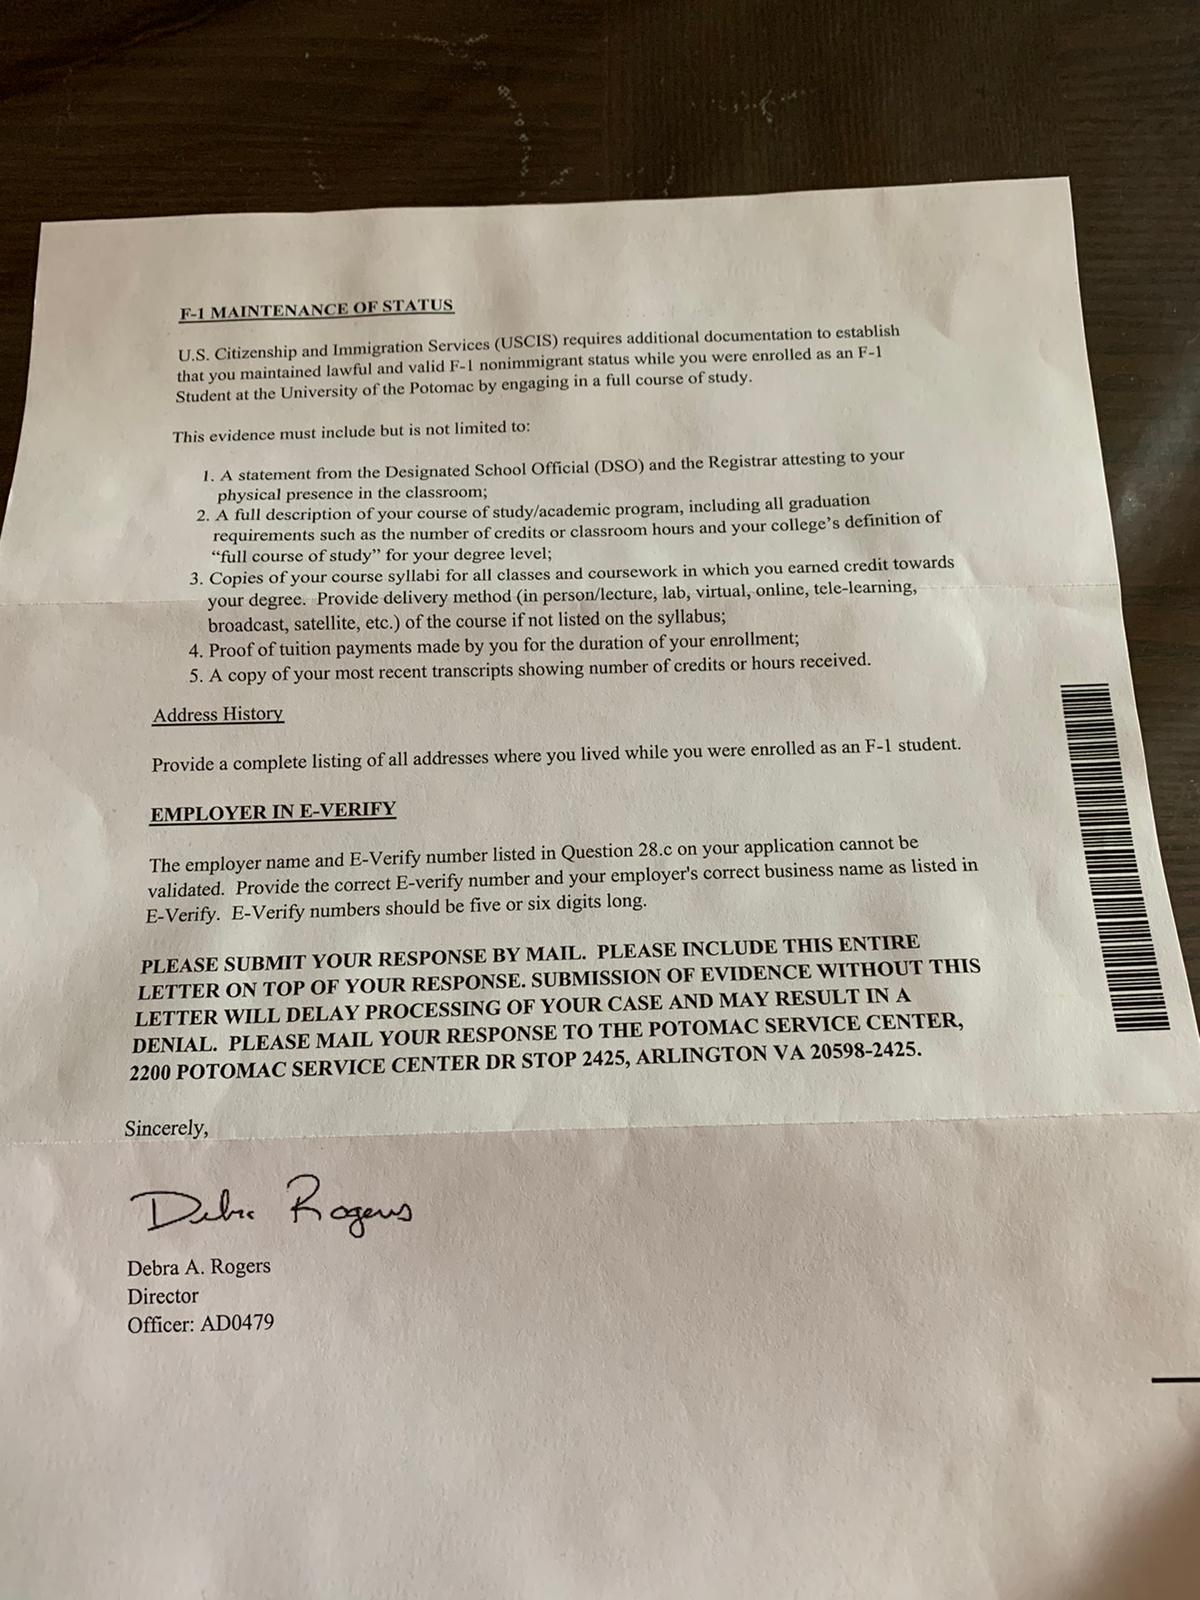 F-1 MAINTENANCE OF STATUS
U.S. Citizenship and Immigration Services (USCIS) requires additional documentation to establish
that you maintained lawful and valid F-1 nonimmigrant status while you were enrolled as an F-1
Student at the University of the Potomac by engaging in a full course of study.
This evidence must include but is not limited to:
1. A statement from the Designated School Official (DSO) and the Registrar attesting to your
physical presence in the classroom;
2. A full description of your course of study/academic program, including all graduation
requirements such as the number of credits or classroom hours and your college's definition of
“full course of study” for your degree level;
3. Copies of your course syllabi for all classes and coursework in which you earned credit towards
your degree. Provide delivery method (in person/lecture, lab, virtual, online, tele-learning,
broadcast, satellite, etc.) of the course if not listed on the syllabus;
4. Proof of tuition payments made by you for the duration of your enrollment;
5. A copy of your most recent transcripts showing number of credits or hours received.
Address History
Provide a complete listing of all addresses where you lived while you were enrolled as an F-1 student.
EMPLOYER IN E-VERIFY
The employer name and E-Verify number listed in Question 28.c on your application cannot be
validated. Provide the correct E-verify number and your employer's correct business name as listed in
E-Verify. E-Verify numbers should be five or six digits long.
PLEASE SUBMIT YOUR RESPONSE BY MAIL. PLEASE INCLUDE THIS ENTIRE
LETTER ON TOP OF YOUR RESPONSE. SUBMISSION OF EVIDENCE WITHOUT THIS
LETTER WILL DELAY PROCESSING OF YOUR CASE AND MAY RESULT IN A
DENIAL. PLEASE MAIL YOUR RESPONSE TO THE POTOMAC SERVICE CENTER,
2200 POTOMAC SERVICE CENTER DR STOP 2425, ARLINGTON VA 20598-2425.
Sincerely,
Debra Rogers
Debra A. Rogers
Director
Officer: AD0479